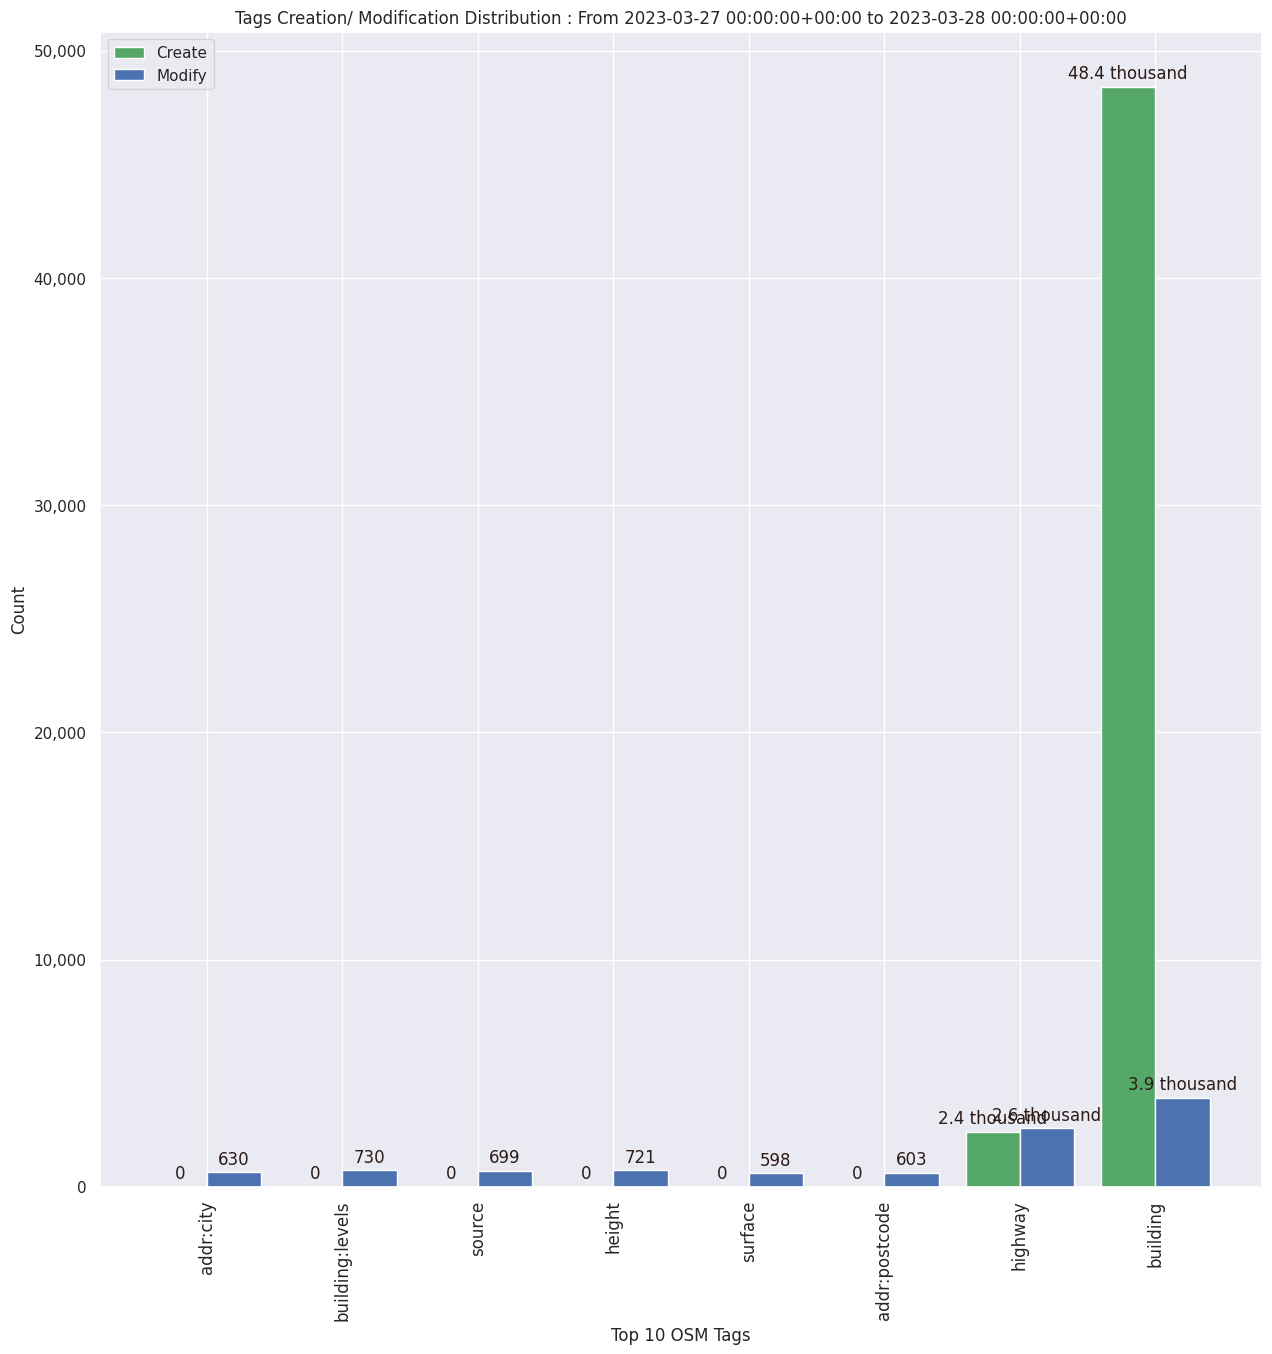 Tags Creation/ Modification Distribution : From 2023-03-27 00:00:00+00:00 to 2023-03-28 00:00:00+00:00
Create
Modify
50,000
40,000
30,000
20,000
10,000
0
Count
0
630
0
730
0
699
0
721
0
598
0
603
2.4 thousand
2.6 thousand
48.4 thousand
3.9 thousand
addr:city
building:levels
source
height
surface
addr:postcode
highway
building
Top 10 OSM Tags